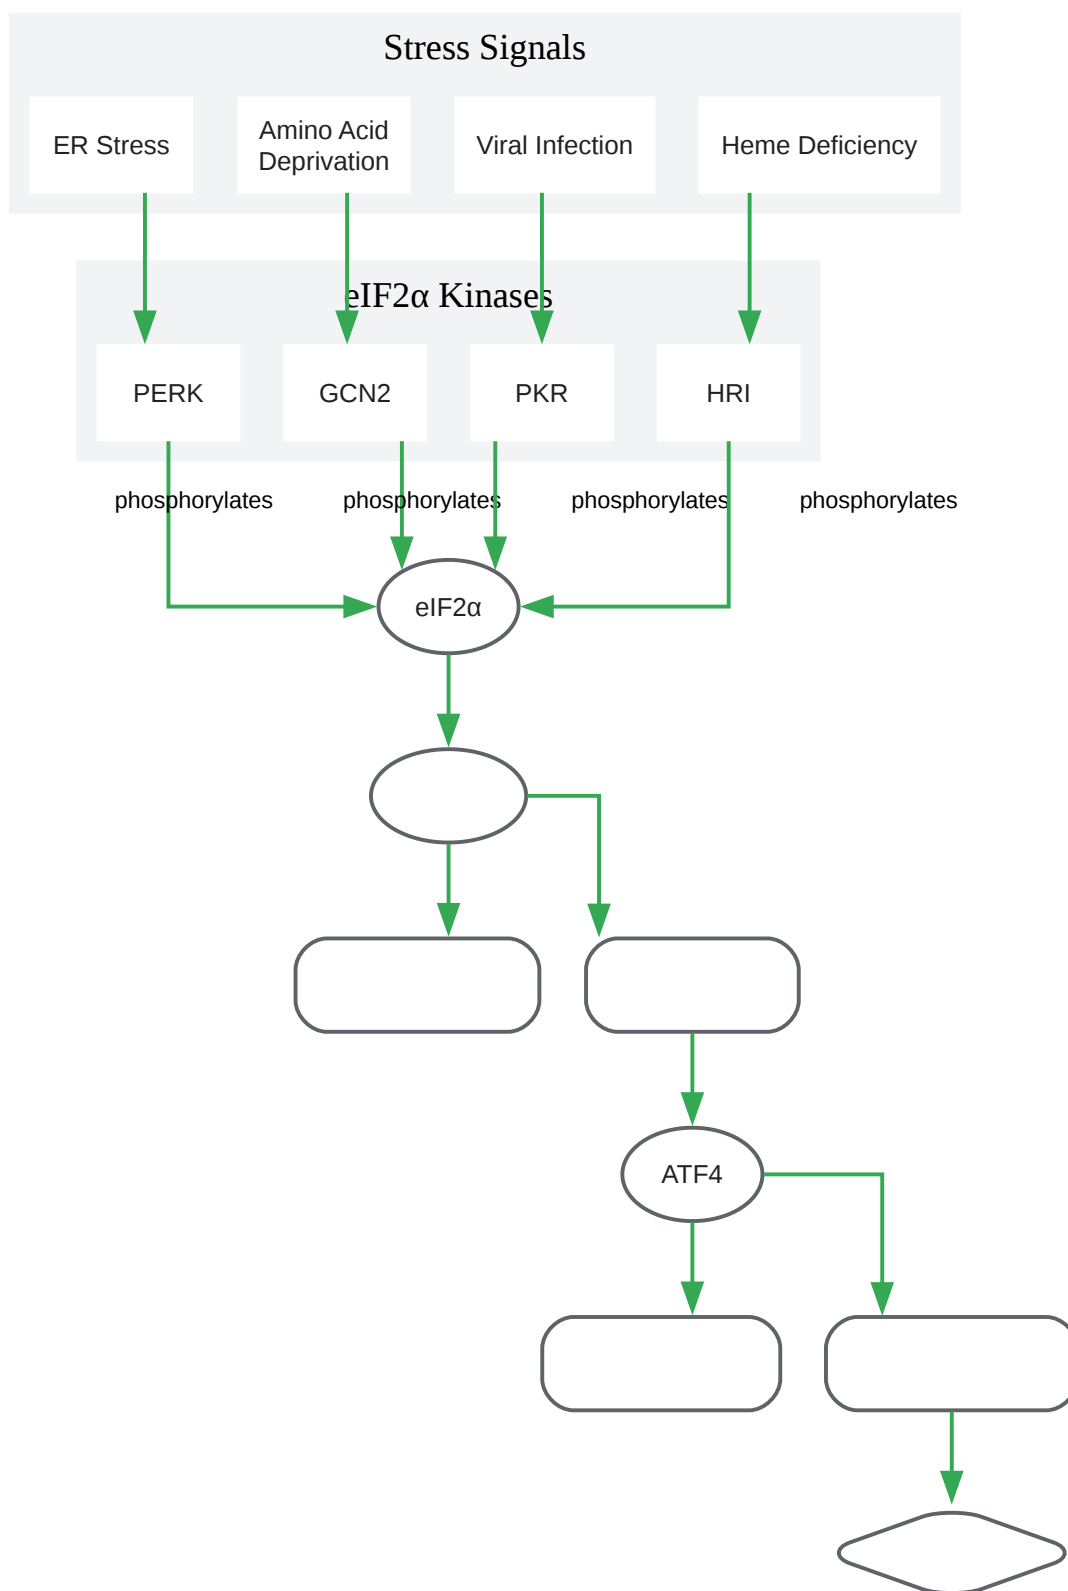 Stress Signals
ER Stress
Amino Acid
Deprivation
Viral Infection
Heme Deficiency
eIF2α Kinases
PERK
GCN2
PKR
HRI
phosphorylates
phosphorylates
phosphorylates
phosphorylates
eIF2α
ATF4